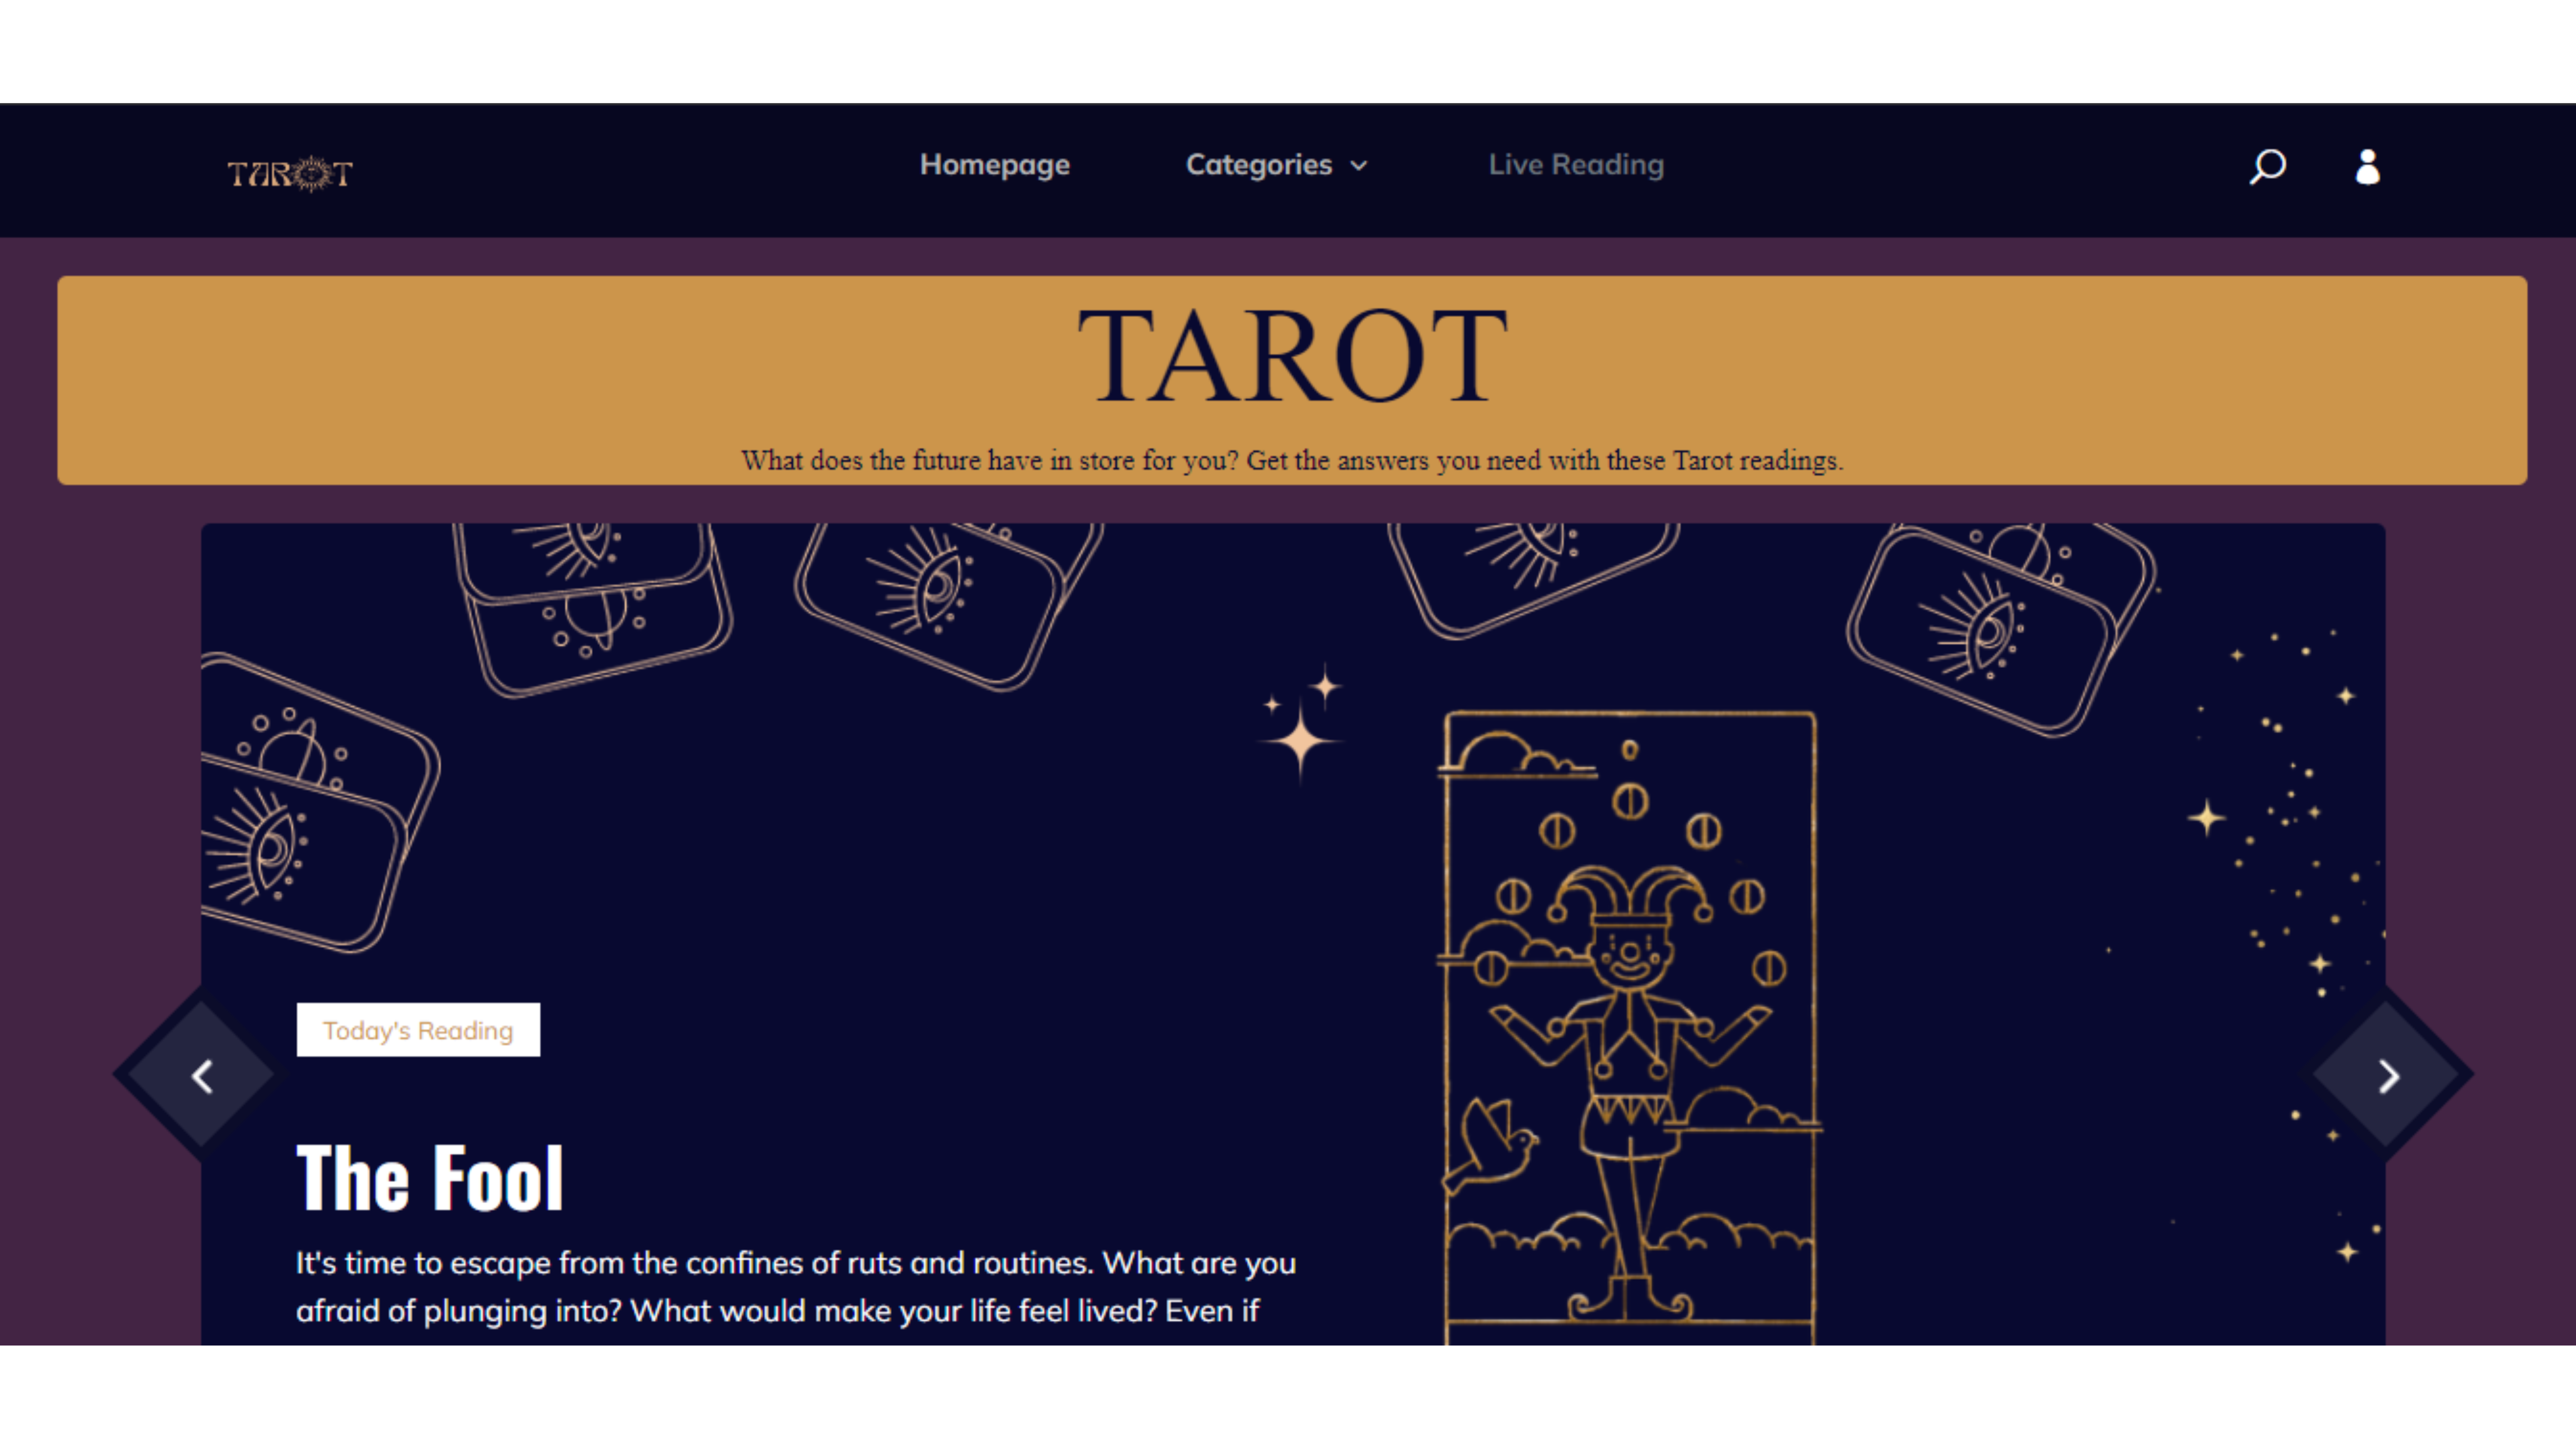 TAROT
Homepage
Categories
Live Reading
TAROT
What does the future have in store for you? Get the answers you need with these Tarot readings.
0
Today's Reading
The Fool
It's time to escape from the confines of ruts and routines. What are you
afraid of plunging into? What would make your life feel lived? Even if